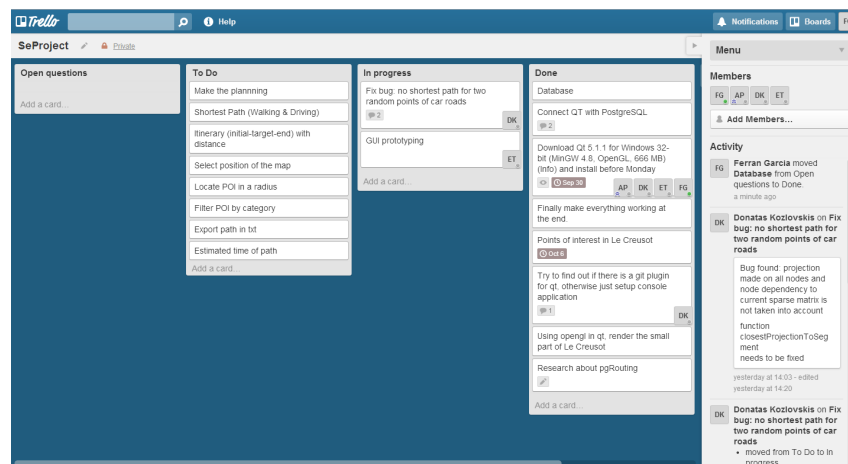 Trello
Help
Notifications
Boards
SeProject
Private
Open questions
Add a card...
To Do
Make the plannning
Shortest Path (Walking & Driving)
Itinerary (initial-target-end) with
distance
Select position of the map
Locate POI in a radius
Filter POI by category
Export path in txt
Estimated time of path
Add a card...
In progress
Fix bug: no shortest path for two
random points of car roads
2
DK
GUI prototyping
ET
Add a card...
Done
Database
Connect QT with PostgreSQL
2
Download Qt 5.1.1 for Windows 32-
bit (MinGW 4.8, OpenGL, 666 MB)
(Info) and install before Monday
Sep 30
AP DK ET FG
Finally make everything working at
the end.
Points of interest in Le Creusot
Oct 6
Try to find out if there is a git plugin
for qt, otherwise just setup console
application
1
DK
Using opengl in qt, render the small
part of Le Creusot
Research about pgRouting
Add a card...
Menu
Members
FG AP DK ET
Add Members...
Activity
FG
Ferran Garcia moved
Database from Open
questions to Done.
a minute ago
DK
Donatas Kozlovskis on Fix
bug: no shortest path for
two random points of car
roads
Bug found: projection
made on all nodes and
node dependency to
current sparse matrix is
not taken into account
function
closestProjectionToSeg
ment
needs to be fixed
yesterday at 14:03 - edited
yesterday at 14:20
DK
Donatas Kozlovskis on Fix
bug: no shortest path for
two random points of car
roads
• moved from To Do to In
progress